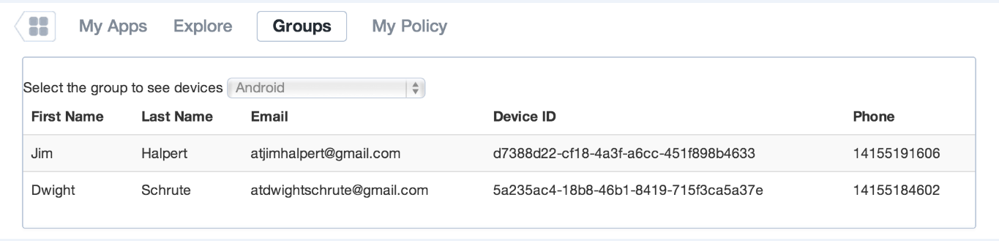 My Apps Explore Groups My Policy
Select the group to see devices Android
First Name Last Name Email Device ID Phone
Jim Halpert atjimhalpert@gmail.com d7388d22-cf18-4a3f-a6cc-451f898b4633 14155191606
Dwight Schrute atdwightschrute@gmail.com 5a235ac4-18b8-46b1-8419-715f3ca5a37e 14155184602